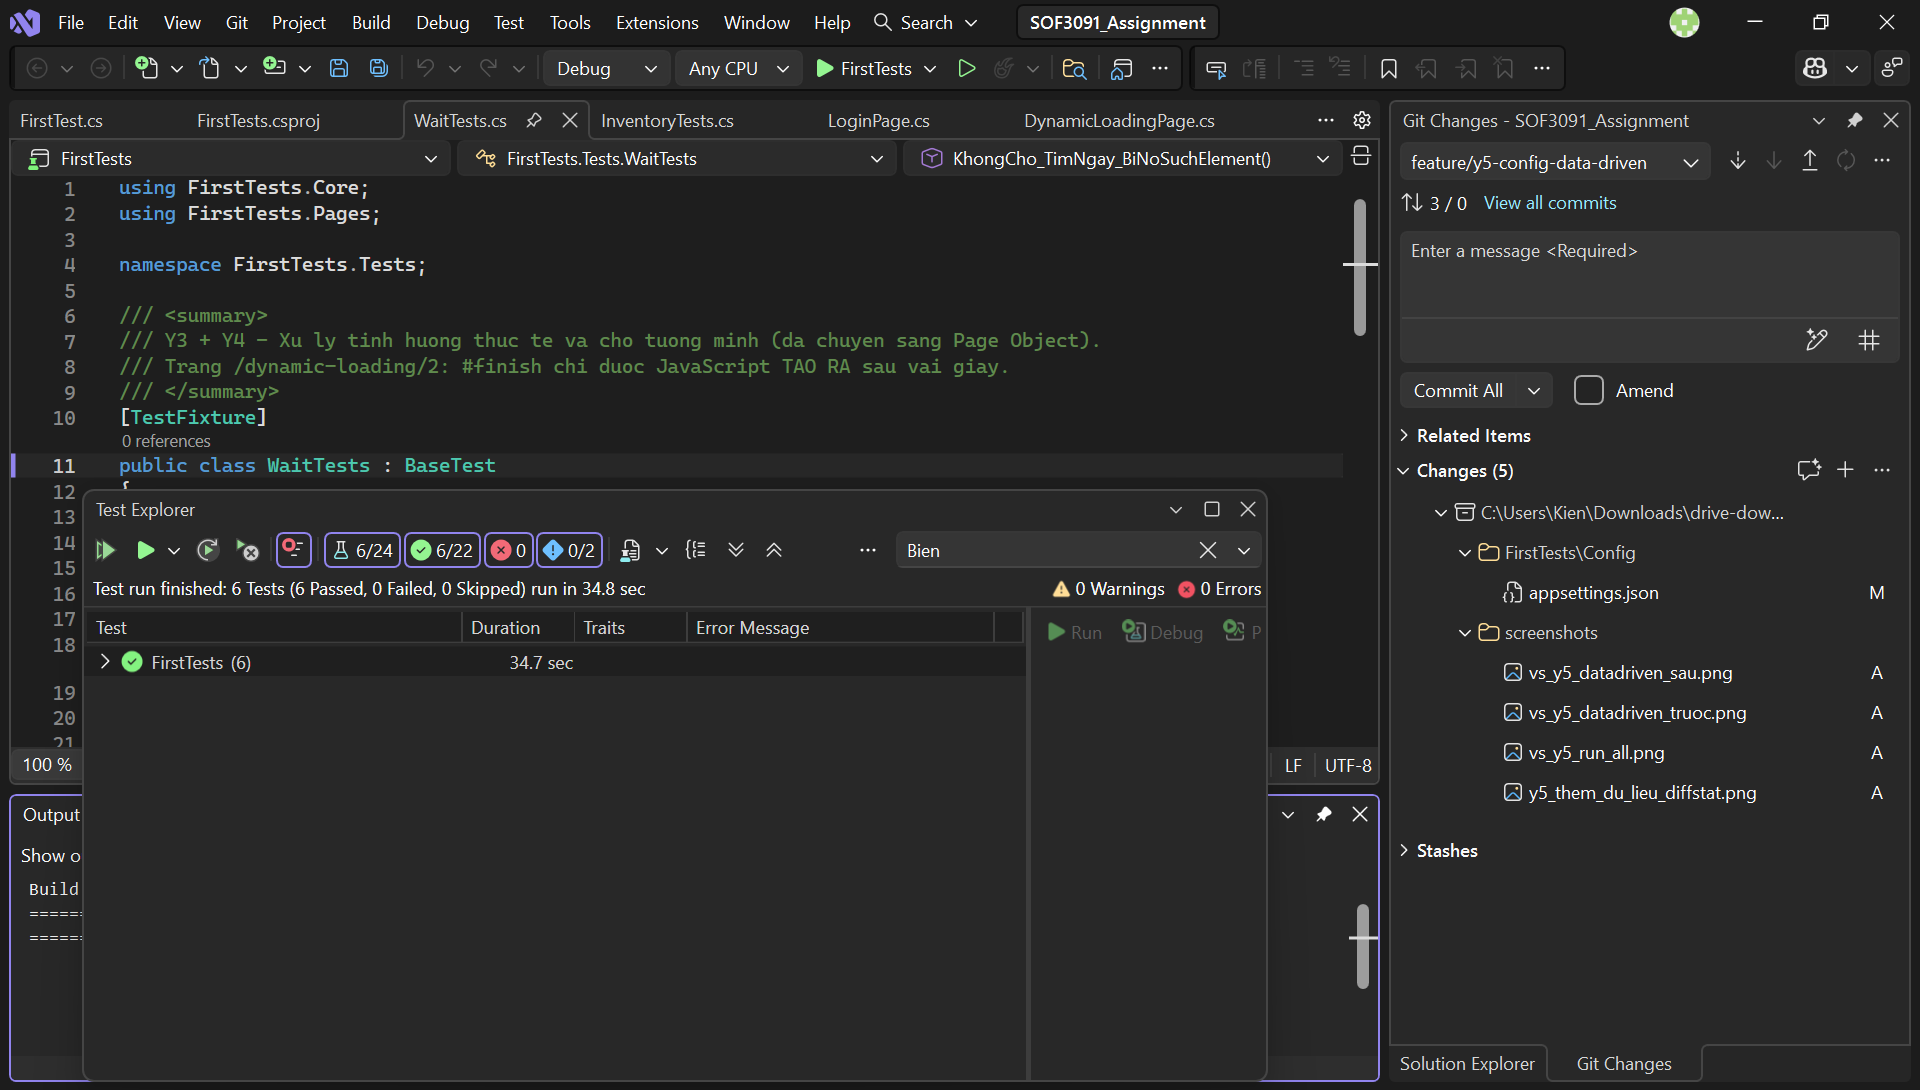 File Edit View Git Project Build Debug Test Tools Extensions Window Help Search SOF3091_Assignment
Debug Any CPU FirstTests
FirstTest.cs FirstTests.csproj WaitTests.cs InventoryTests.cs LoginPage.cs DynamicLoadingPage.cs
FirstTests FirstTests.Tests.WaitTests KhongCho_TimNgay_BiNoSuchElement()
1 using FirstTests.Core;
2 using FirstTests.Pages;
3
4 namespace FirstTests.Tests;
5
6 /// <summary>
7 /// Y3 + Y4 - Xu ly tinh huong thuc te va cho tuong minh (da chuyen sang Page Object).
8 /// Trang /dynamic-loading/2: #finish chi duoc JavaScript TAO RA sau vai giay.
9 /// </summary>
10 [TestFixture]
0 references
11 public class WaitTests : BaseTest
12 {
13
14
15
16
17
18
19
20
21
100 %
LF UTF-8
Test Explorer
6/24 6/22 0 0/2 Bien
Test run finished: 6 Tests (6 Passed, 0 Failed, 0 Skipped) run in 34.8 sec 0 Warnings 0 Errors
Test Duration Traits Error Message
Run Debug P
FirstTests (6) 34.7 sec
Output
Show o
Build
======
======
Git Changes - SOF3091_Assignment
feature/y5-config-data-driven
3 / 0 View all commits
Enter a message <Required>
Commit All Amend
Related Items
Changes (5)
C:\Users\Kien\Downloads\drive-dow...
FirstTests\Config
appsettings.json M
screenshots
vs_y5_datadriven_sau.png A
vs_y5_datadriven_truoc.png A
vs_y5_run_all.png A
y5_them_du_lieu_diffstat.png A
Stashes
Solution Explorer Git Changes